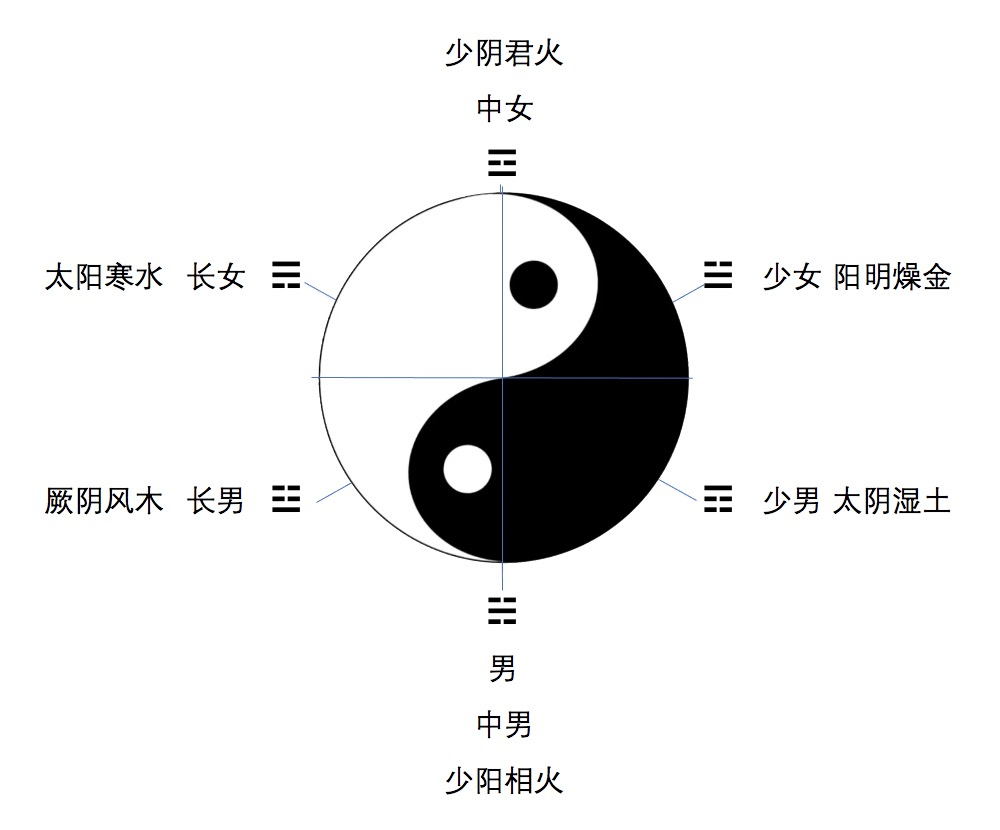 少阴君火
中女
☲
太阳寒水 长女 ☴
☱ 少女 阳明燥金
厥阴风木 长男 ☳
☶ 少男 太阴湿土
☵
男
中男
少阳相火